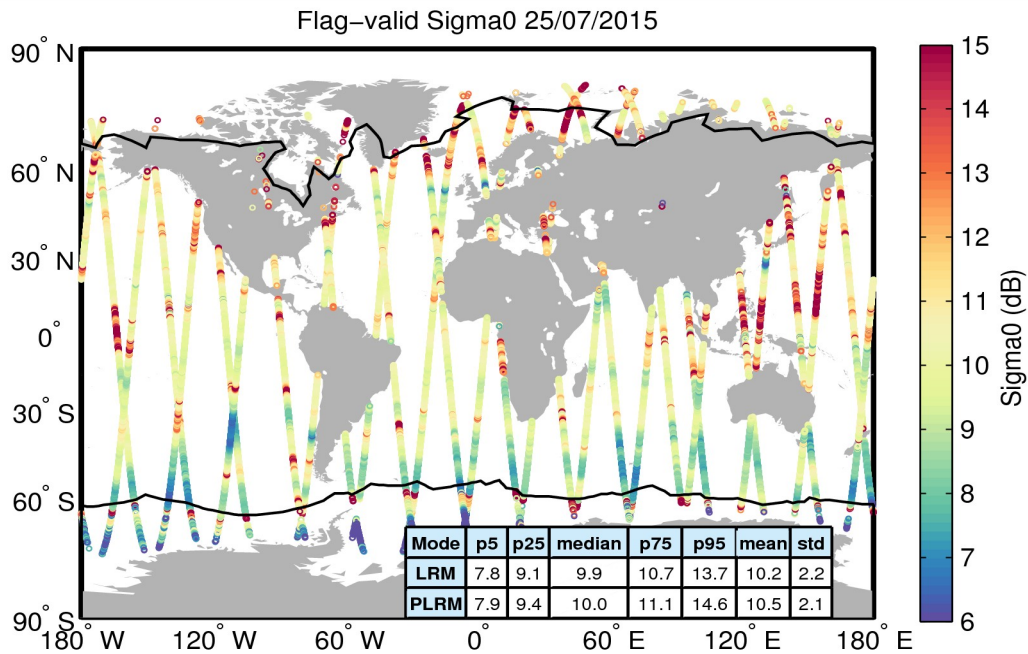 Flag−valid Sigma0 25/07/2015
90° N
60° N
30° N
0°
30° S
60° S
90° S
180° W
120° W
60° W
0°
60° E
120° E
180° E
15
14
13
12
11
10
9
8
7
6
Sigma0 (dB)
Mode p5 p25 median p75 p95 mean std
LRM 7.8 9.1 9.9 10.7 13.7 10.2 2.2
PLRM 7.9 9.4 10.0 11.1 14.6 10.5 2.1